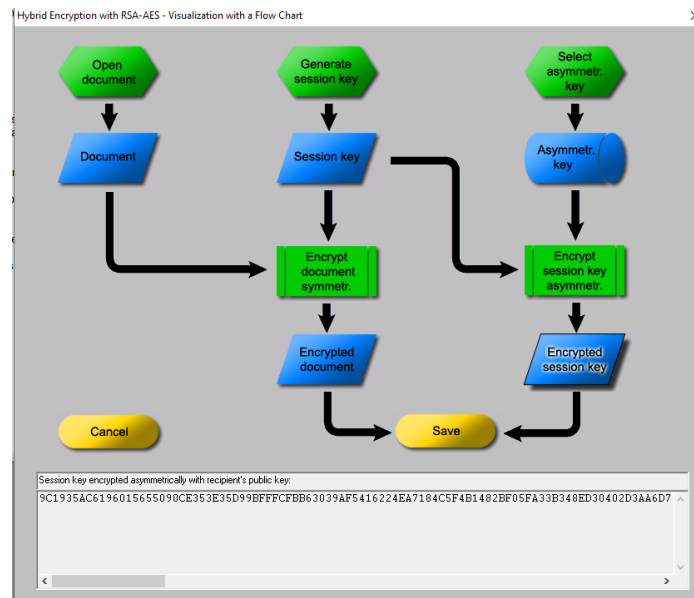 Hybrid Encryption with RSA-AES - Visualization with a Flow Chart
Open
document
Generate
session key
Select
asymmetr.
key
Document
Session key
Asymmetr.
key
Encrypt
document
symmetr.
Encrypt
session key
asymmetr.
Encrypted
document
Encrypted
session key
Cancel
Save
Session key encrypted asymmetrically with recipient's public key:
9C1935AC6196015655090CE353E35D99BFFFCFBB63039AF5416224EA7184C5F4B1482BF05FA33B348ED30402D3AA6D7